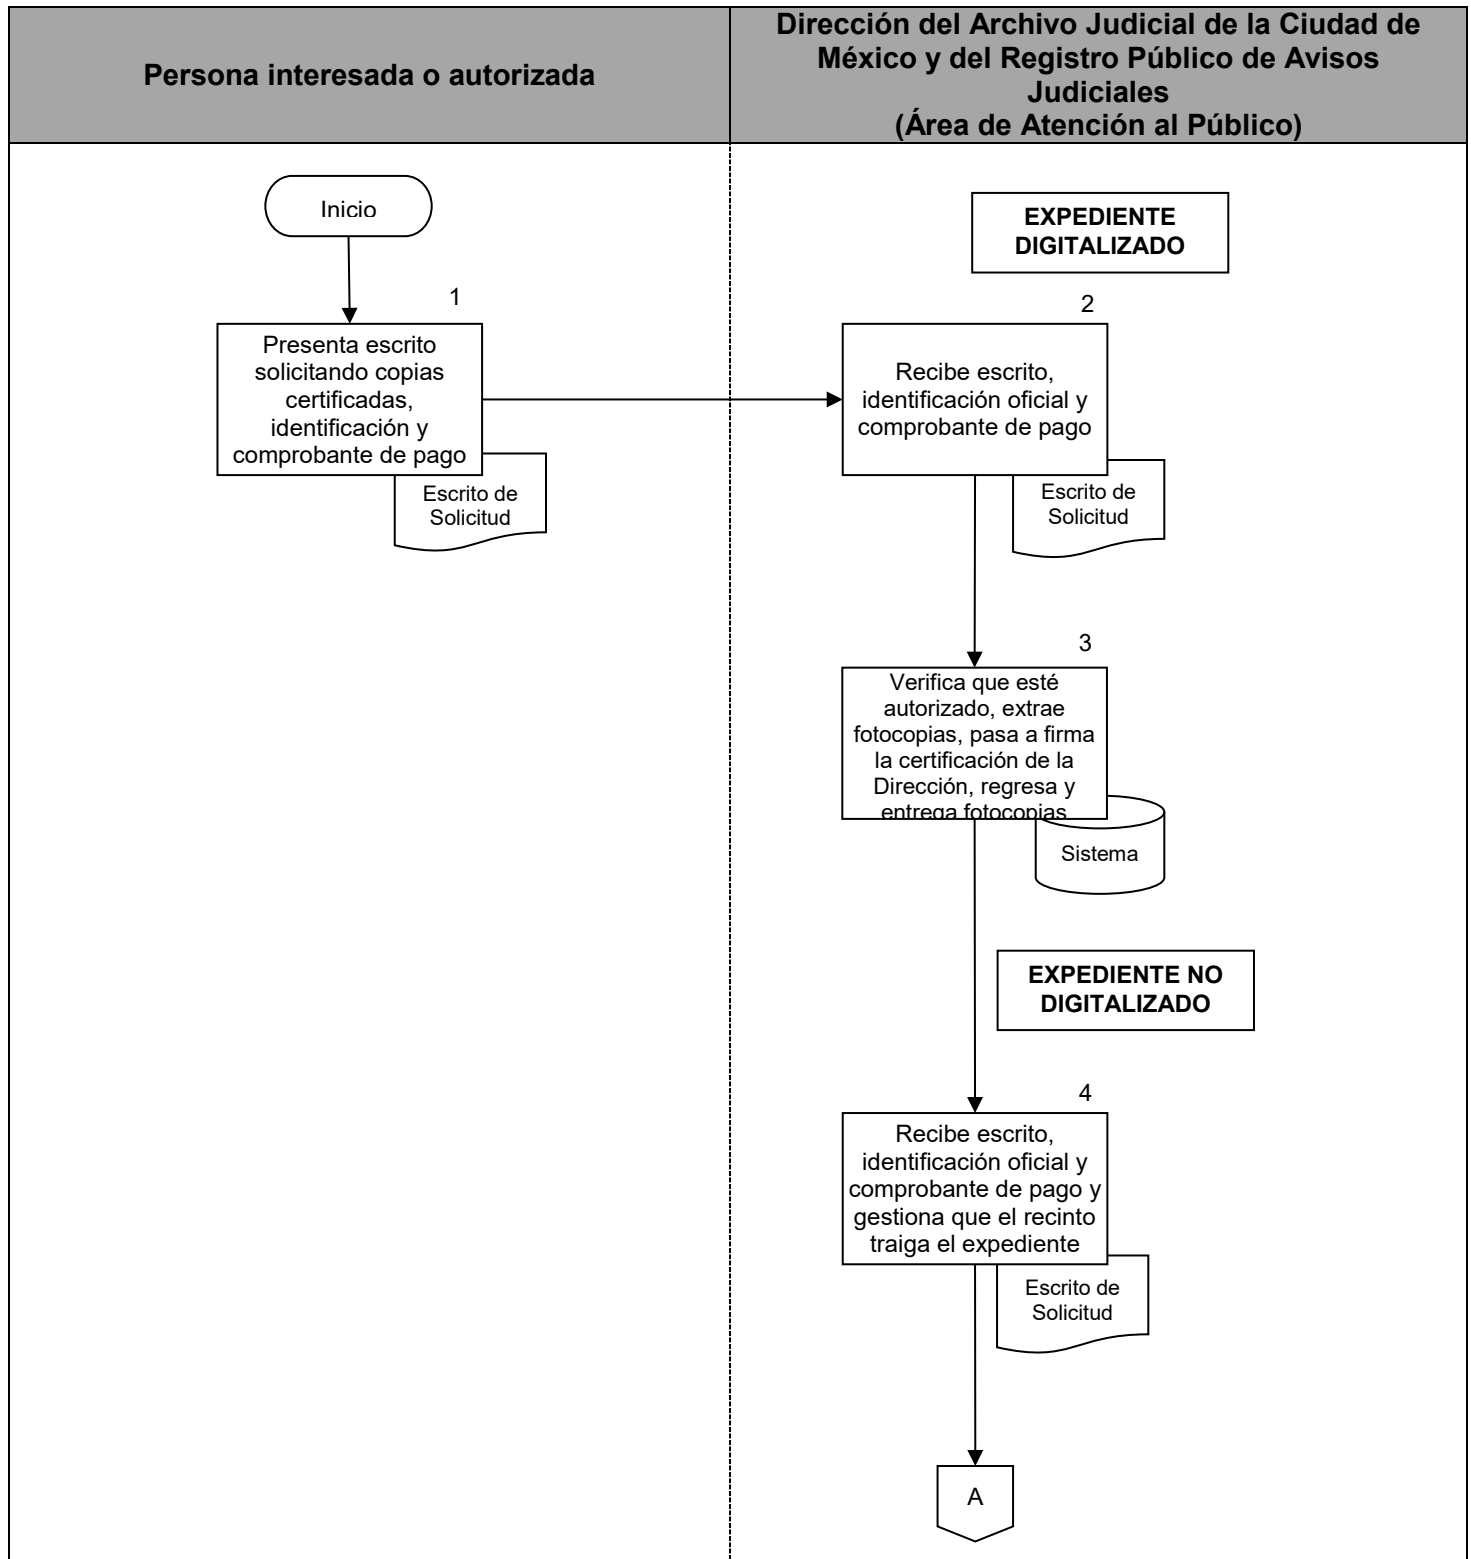 Persona interesada o autorizada
Dirección del Archivo Judicial de la Ciudad de
México y del Registro Público de Avisos
Judiciales
(Área de Atención al Público)
Inicio
EXPEDIENTE
DIGITALIZADO
1
Presenta escrito
solicitando copias
certificadas,
identificación y
comprobante de pago
Escrito de
Solicitud
2
Recibe escrito,
identificación oficial y
comprobante de pago
Escrito de
Solicitud
3
Verifica que esté
autorizado, extrae
fotocopias, pasa a firma
la certificación de la
Dirección, regresa y
entrega fotocopias
Sistema
EXPEDIENTE NO
DIGITALIZADO
4
Recibe escrito,
identificación oficial y
comprobante de pago y
gestiona que el recinto
traiga el expediente
Escrito de
Solicitud
A